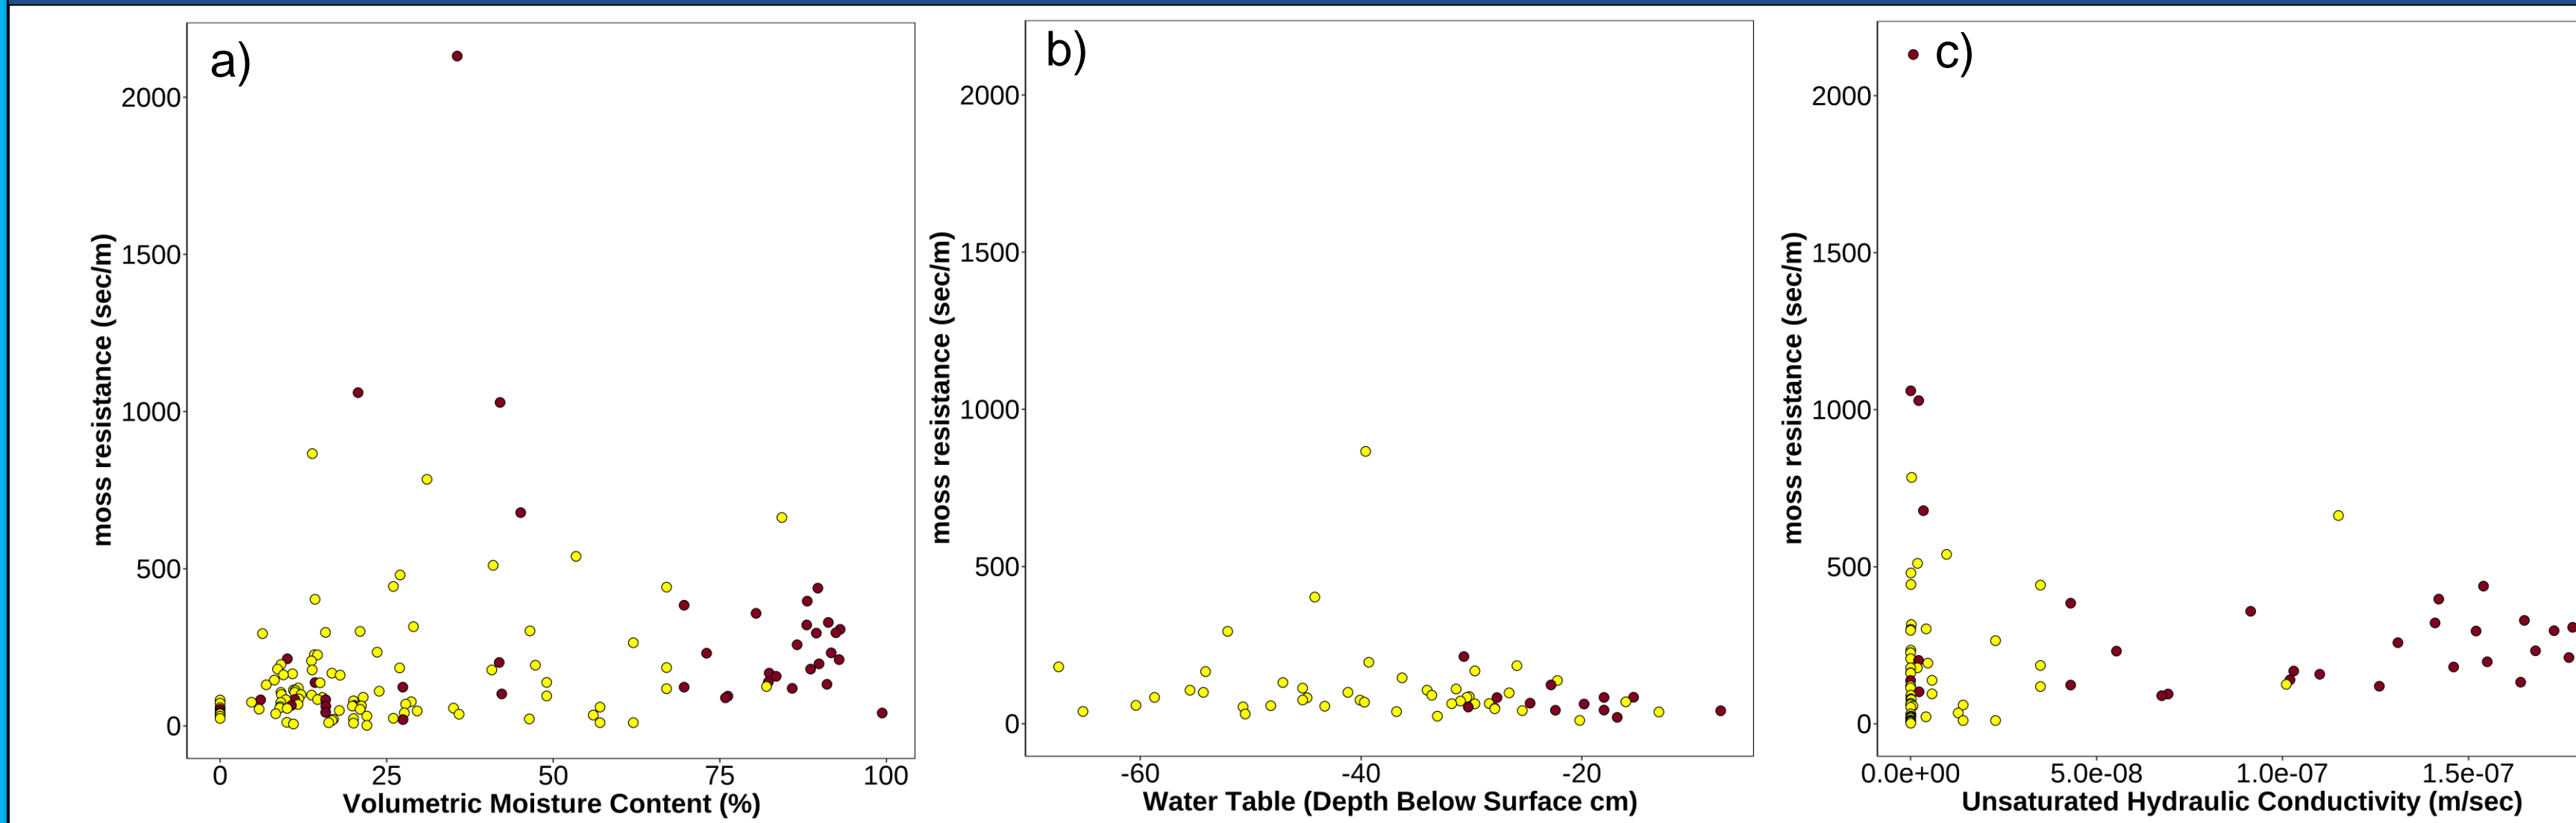 a)
2000
1500
1000
500
0
moss resistance (sec/m)
0 25 50 75 100
Volumetric Moisture Content (%)
b)
2000
1500
1000
500
0
moss resistance (sec/m)
-60 -40 -20
Water Table (Depth Below Surface cm)
c)
2000
1500
1000
500
0
moss resistance (sec/m)
0.0e+00 5.0e-08 1.0e-07 1.5e-07
Unsaturated Hydraulic Conductivity (m/sec)